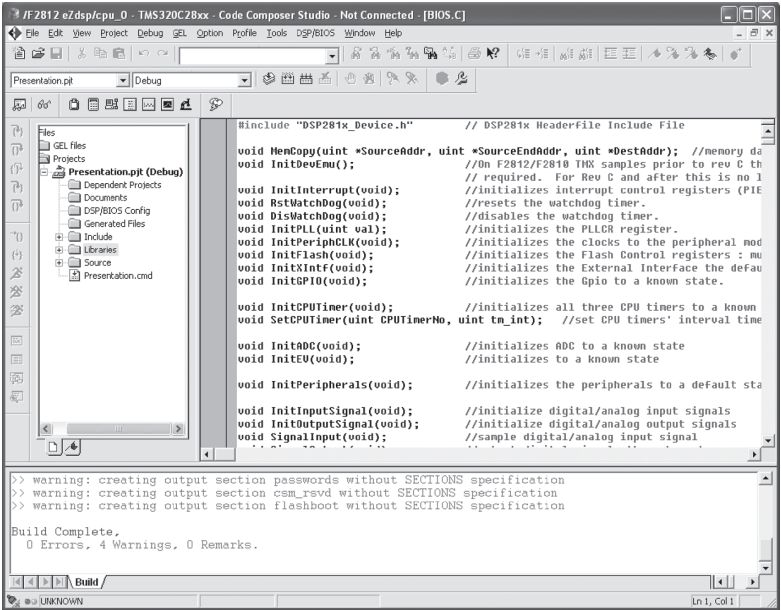 /F2812 eZdsp/cpu_0 - TMS320C28xx - Code Composer Studio - Not Connected - [BIOS.C]
File Edit View Project Debug GEL Option Profile Tools DSP/BIOS Window Help
Presentation.pjt Debug
Files
GEL files
Projects
Presentation.pjt (Debug)
Dependent Projects
Documents
DSP/BIOS Config
Generated Files
Include
Libraries
Source
Presentation.cmd
#include "DSP281x_Device.h" // DSP281x Headerfile Include File
void MemCopy(uint *SourceAddr, uint *SourceEndAddr, uint *DestAddr); //memory da
void InitDevEmu(); //On F2812/F2810 TMX samples prior to rev C th
// required. For Rev C and after this is no l
void InitInterrupt(void); //initializes interrupt control registers (PIE
void RstWatchDog(void); //resets the watchdog timer.
void DisWatchDog(void); //disables the watchdog timer.
void InitPLL(uint val); //initializes the PLLCR register.
void InitPeriphCLK(void); //initializes the clocks to the peripheral mod
void InitFlash(void); //initializes the Flash Control registers : mu
void InitXIntf(void); //initializes the External Interface the defau
void InitGPIO(void); //initializes the Gpio to a known state.
void InitCPUTimer(void); //initializes all three CPU timers to a known
void SetCPUTimer(uint CPUTimerNo, uint tm_int); //set CPU timers' interval time
void InitADC(void); //initializes ADC to a known state
void InitEV(void); //initializes to a known state
void InitPeripherals(void); //initializes the peripherals to a default sta
void InitInputSignal(void); //initialize digital/analog input signals
void InitOutputSignal(void); //initialize digital/analog output signals
void SignalInput(void); //sample digital/analog input signal
>> warning: creating output section passwords without SECTIONS specification
>> warning: creating output section csm_rsvd without SECTIONS specification
>> warning: creating output section flashboot without SECTIONS specification
Build Complete,
0 Errors, 4 Warnings, 0 Remarks.
Build
UNKNOWN
Ln 1, Col 1